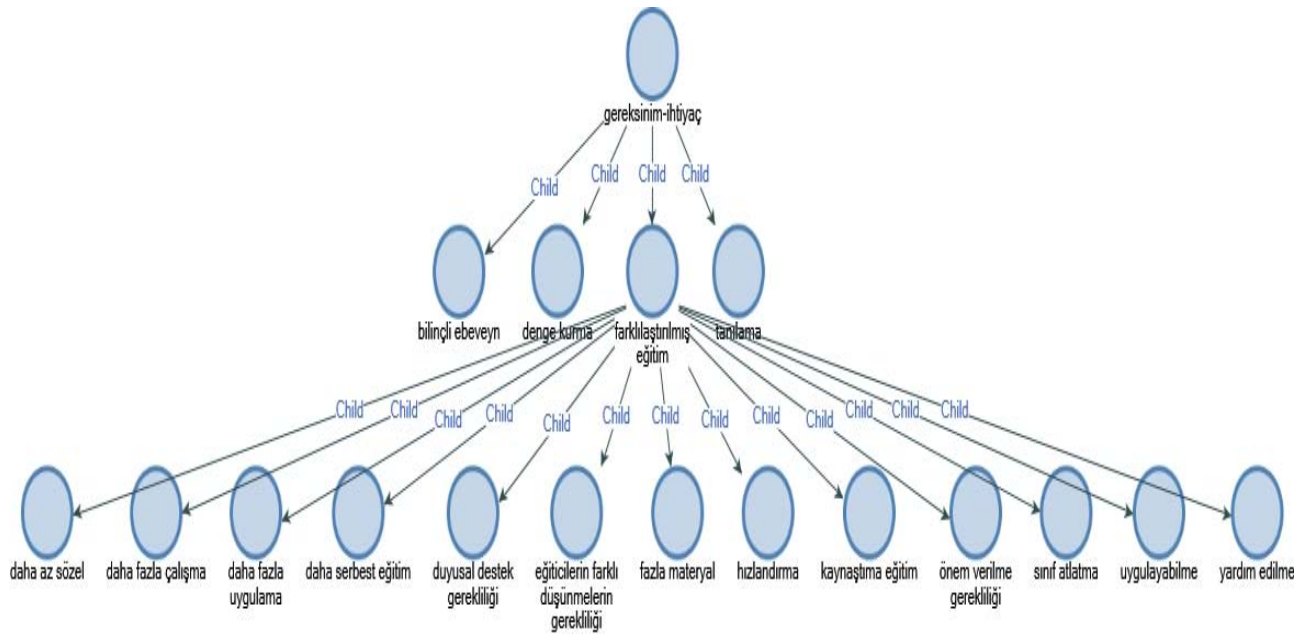 gereksinim-ihtiyaç
Child
Child
Child
Child
bilinçli ebeveyn
denge kurma
farklılaştırılmış
eğitim
tanılama
Child
Child
Child
Child
Child
Child
Child
Child
Child
Child
Child
Child
Child
daha az sözel
daha fazla çalışma
daha fazla
uygulama
daha serbest eğitim
duyusal destek
gerekliliği
eğiticilerin farklı
düşünmelerin
gerekliliği
fazla materyal
hızlandırma
kaynaştıma eğitim
önem verilme
gerekliliği
sınıf atlatma
uygulayabilme
yardım edilme